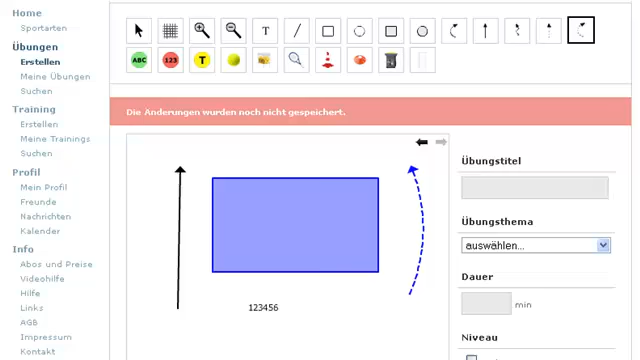 Home
Sportarten
Übungen
Erstellen
Meine Übungen
Suchen
Training
Erstellen
Meine Trainings
Suchen
Profil
Mein Profil
Freunde
Nachrichten
Kalender
Info
Abos und Preise
Videohilfe
Hilfe
Links
AGB
Impressum
Kontakt
T
ABC
123
T
Die Änderungen wurden noch nicht gespeichert.
123456
Übungstitel
Übungsthema
auswählen...
Dauer
min
Niveau